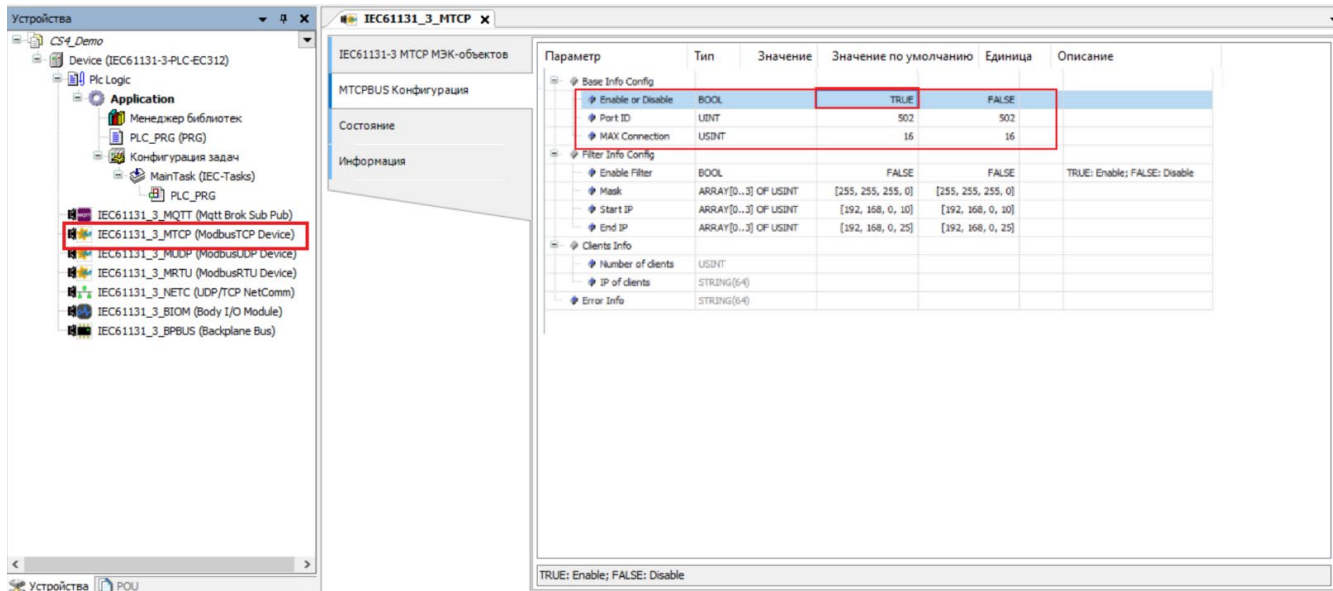 Устройства
CS4_Demo
Device (IEC61131-3-PLC-EC312)
Plc Logic
Application
Менеджер библиотек
PLC_PRG (PRG)
Конфигурация задач
MainTask (IEC-Tasks)
PLC_PRG
IEC61131_3_MQTT (Mqtt Brok Sub Pub)
IEC61131_3_MTCP (ModbusTCP Device)
IEC61131_3_MUDP (ModbusUDP Device)
IEC61131_3_MRTU (ModbusRTU Device)
IEC61131_3_NETC (UDP/TCP NetComm)
IEC61131_3_BIOM (Body I/O Module)
IEC61131_3_BPBUS (Backplane Bus)
Устройства POU
IEC61131_3_MTCP X
IEC61131-3 MTCP МЭК-объектов
MTCPBUS Конфигурация
Состояние
Информация
Параметр Тип Значение Значение по умолчанию Единица Описание
Base Info Config
Enable or Disable BOOL TRUE FALSE
Port ID UINT 502 502
MAX Connection USINT 16 16
Filter Info Config
Enable Filter BOOL FALSE FALSE TRUE: Enable; FALSE: Disable
Mask ARRAY[0..3] OF USINT [255, 255, 255, 0] [255, 255, 255, 0]
Start IP ARRAY[0..3] OF USINT [192, 168, 0, 10] [192, 168, 0, 10]
End IP ARRAY[0..3] OF USINT [192, 168, 0, 25] [192, 168, 0, 25]
Clients Info
Number of clients USINT
IP of clients STRING(64)
Error Info STRING(64)
TRUE: Enable; FALSE: Disable